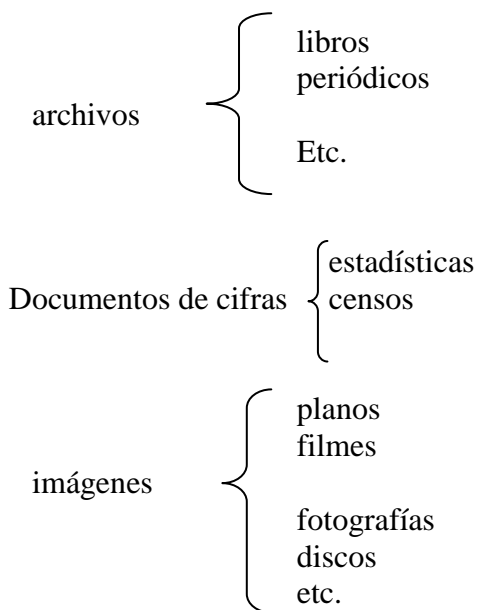 libros
periódicos
archivos
Etc.
estadísticas
Documentos de cifras censos
planos
filmes
imágenes
fotografías
discos
etc.